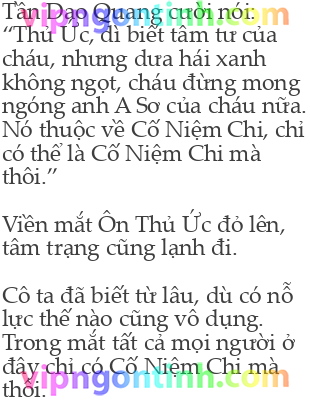 Tần Dao Quang cười nói:
“Thủ Ức, dì biết tâm tư của
cháu, nhưng dưa hái xanh
không ngọt, cháu đừng mong
ngóng anh A Sơ của cháu nữa.
Nó thuộc về Cố Niệm Chi, chỉ
có thể là Cố Niệm Chi mà
thôi.”
Viền mắt Ôn Thủ Ức đỏ lên,
tâm trạng cũng lạnh đi.
Cô ta đã biết từ lâu, dù có nỗ
lực thế nào cũng vô dụng.
Trong mắt tất cả mọi người ở
đây chỉ có Cố Niệm Chi mà
thôi.
vipngontinh.com
vipngontinh.com